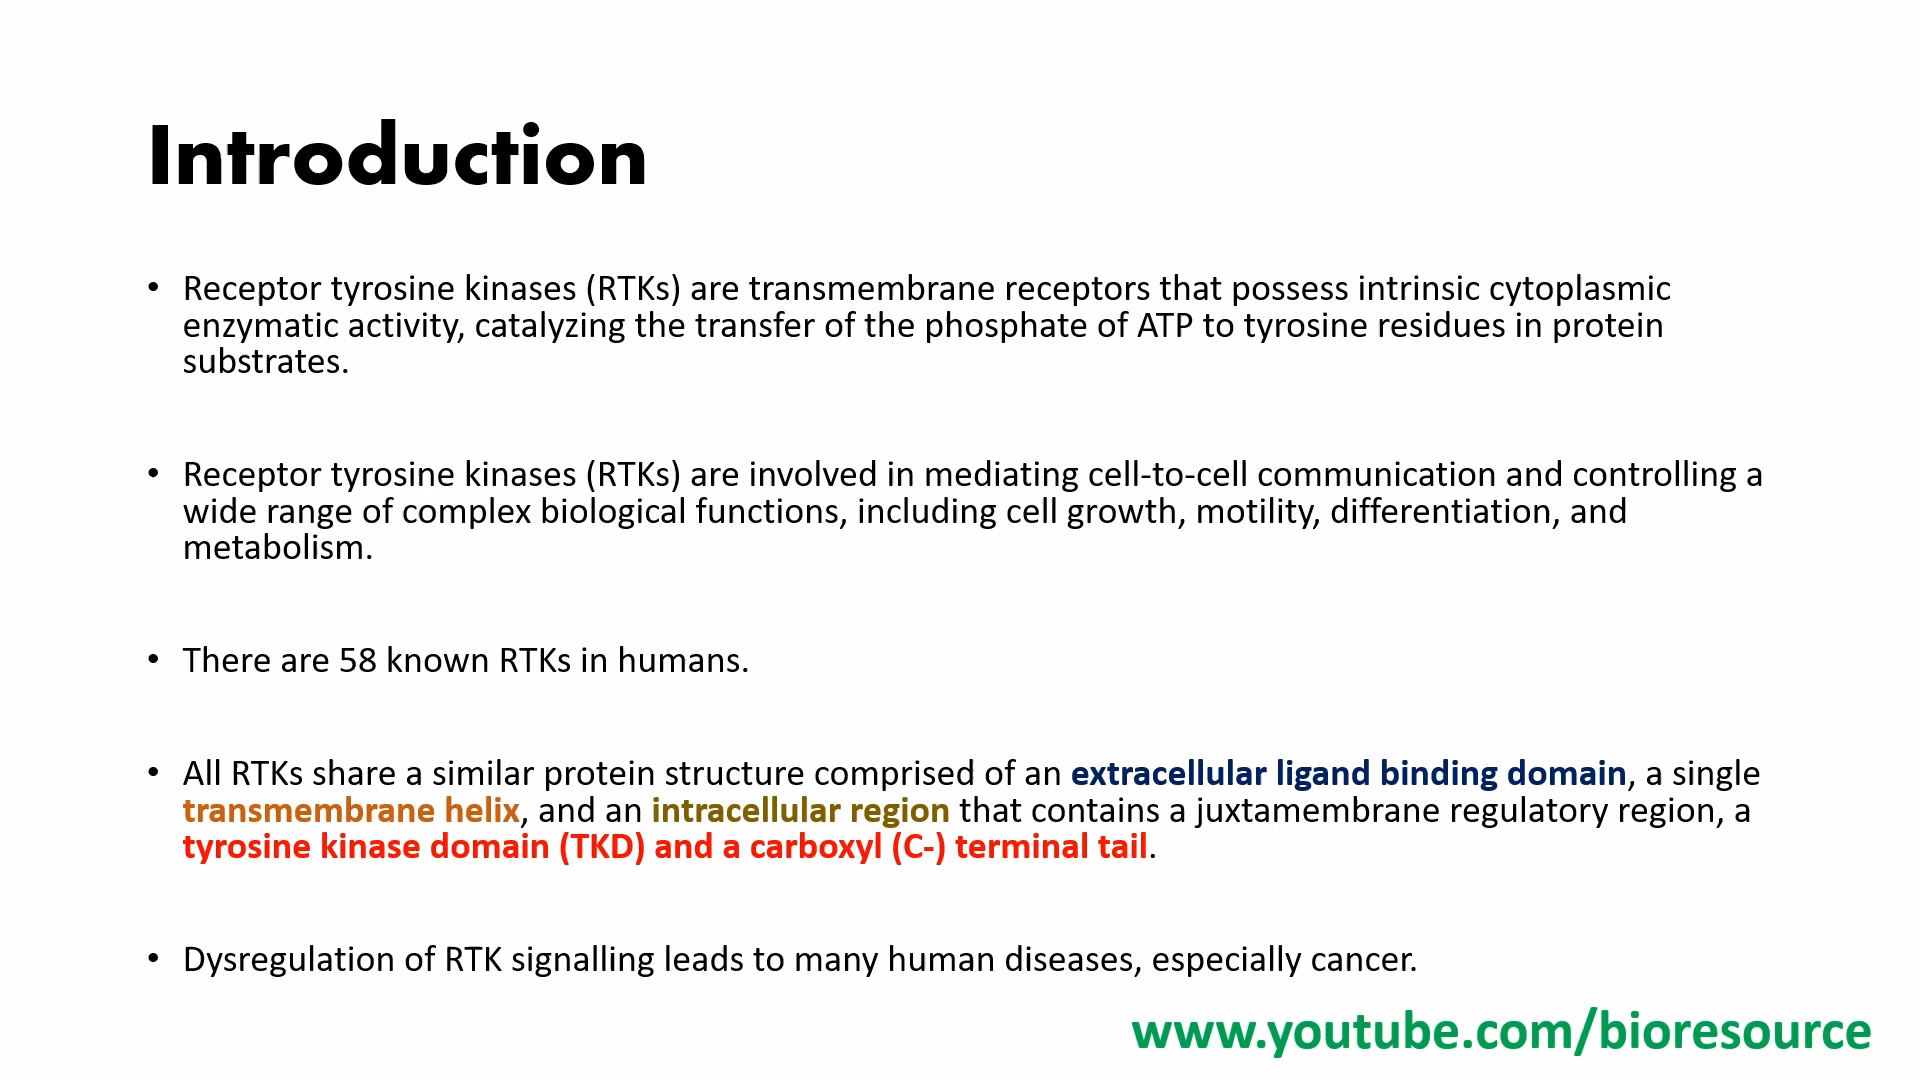 Introduction
• Receptor tyrosine kinases (RTKs) are transmembrane receptors that possess intrinsic cytoplasmic
enzymatic activity, catalyzing the transfer of the phosphate of ATP to tyrosine residues in protein
substrates.
• Receptor tyrosine kinases (RTKs) are involved in mediating cell-to-cell communication and controlling a
wide range of complex biological functions, including cell growth, motility, differentiation, and
metabolism.
• There are 58 known RTKs in humans.
• All RTKs share a similar protein structure comprised of an extracellular ligand binding domain, a single
transmembrane helix, and an intracellular region that contains a juxtamembrane regulatory region, a
tyrosine kinase domain (TKD) and a carboxyl (C-) terminal tail.
• Dysregulation of RTK signalling leads to many human diseases, especially cancer.
www.youtube.com/bioresource